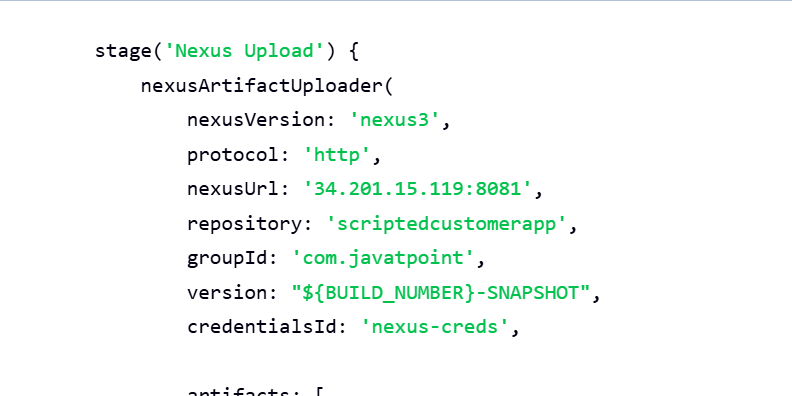 stage('Nexus Upload') {
nexusArtifactUploader(
nexusVersion: 'nexus3',
protocol: 'http',
nexusUrl: '34.201.15.119:8081',
repository: 'scriptedcustomerapp',
groupId: 'com.javatpoint',
version: "${BUILD_NUMBER}-SNAPSHOT",
credentialsId: 'nexus-creds',
artifacts: [